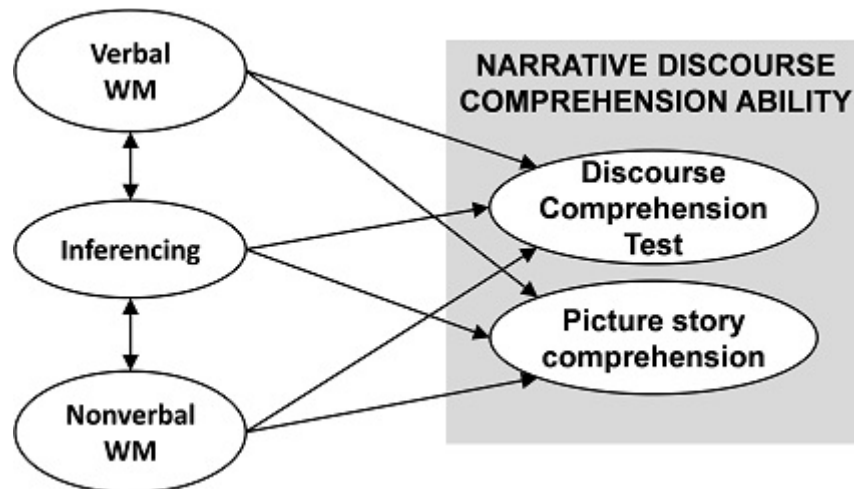 Verbal
WM
Inferencing
Nonverbal
WM
NARRATIVE DISCOURSE
COMPREHENSION ABILITY
Discourse
Comprehension
Test
Picture story
comprehension